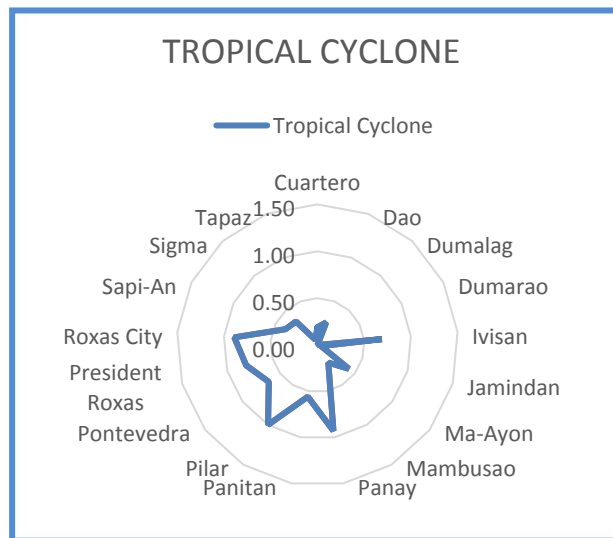 TROPICAL CYCLONE
Tropical Cyclone
Cuartero
Dao
Dumalag
Dumarao
Ivisan
Jamindan
Ma-Ayon
Mambusao
Panay
Panitan
Pilar
Pontevedra
President
Roxas
Roxas City
Sapi-An
Sigma
Tapaz
1.50
1.00
0.50
0.00